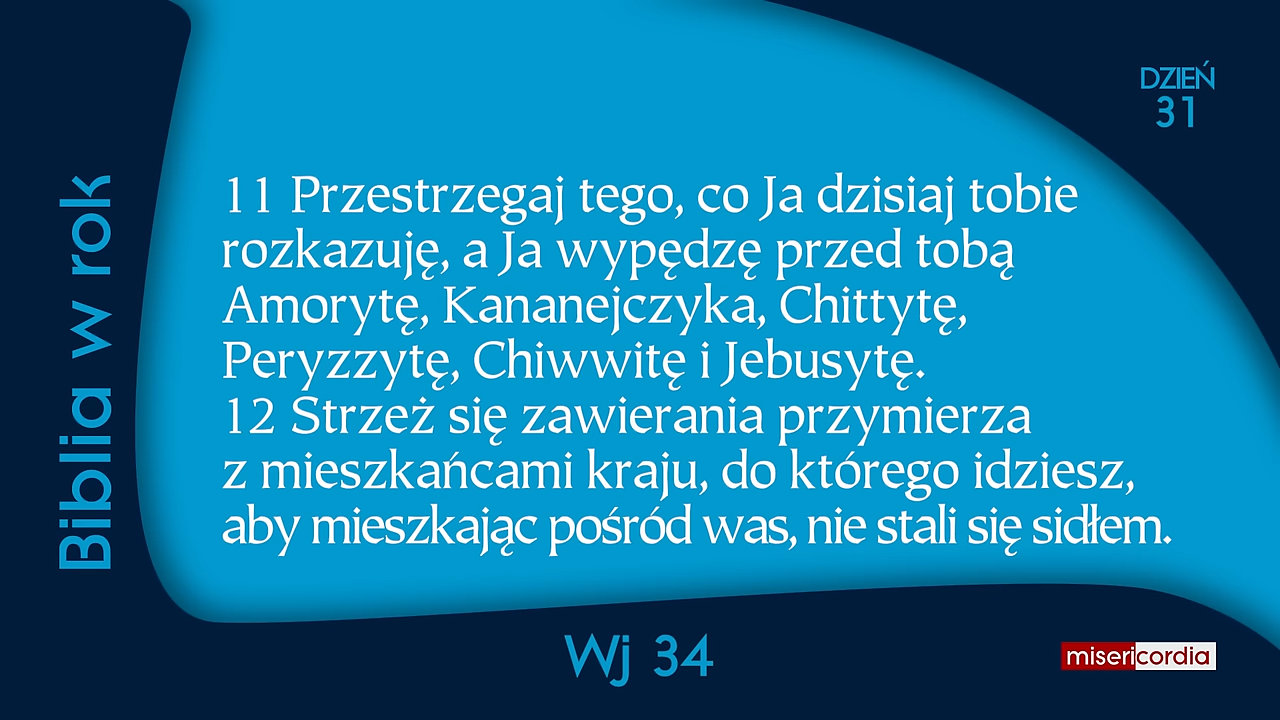 DZIEŃ
31
Biblia w rok
11 Przestrzegaj tego, co Ja dzisiaj tobie
rozkazuję, a Ja wypędzę przed tobą
Amorytę, Kananejczyka, Chittytę,
Peryzzytę, Chiwwitę i Jebusytę.
12 Strzeż się zawierania przymierza
z mieszkańcami kraju, do którego idziesz,
aby mieszkając pośród was, nie stali się sidłem.
Wj 34
misericordia